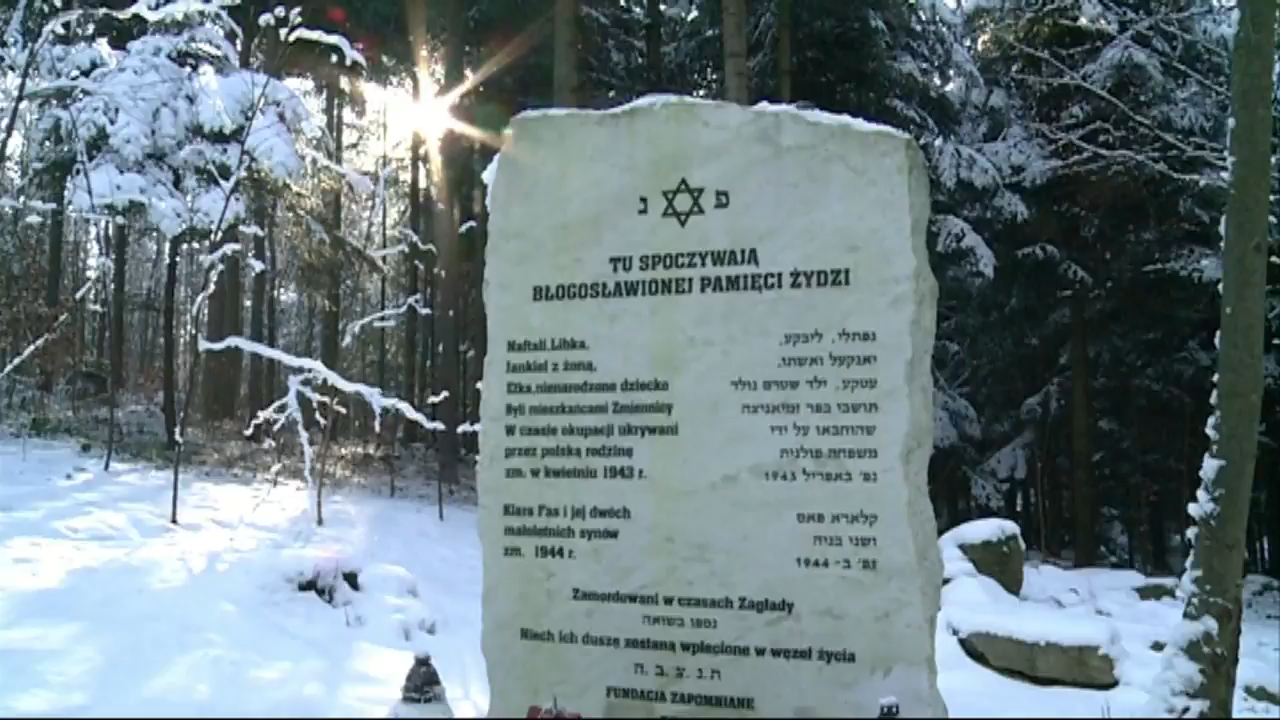 פ נ
TU SPOCZYWAJĄ
BŁOGOSŁAWIONEJ PAMIĘCI ŻYDZI
Naftali, Libka,
Jankiel z żoną,
Etka, nienarodzone dziecko
Byli mieszkańcami Zmiennicy
W czasie okupacji ukrywani
przez polską rodzinę
zm. w kwietniu 1943 r.
נפתלי, ליבקע,
יאנקעל ואשתו,
עטקע, ילד שטרם נולד
תושבי כפר זמיאניצה
שהוחבאו על ידי
משפחה פולנית
נפ' באפריל 1943
Klara Fas i jej dwóch
małoletnich synów
zm. 1944 r.
קלארא פאס
ושני בניה
נפ' ב- 1944
Zamordowani w czasach Zagłady
נספו בשואה
Niech ich dusze zostaną wplecione w węzeł życia
ת.נ.צ.ב.ה
FUNDACJA ZAPOMNIANE